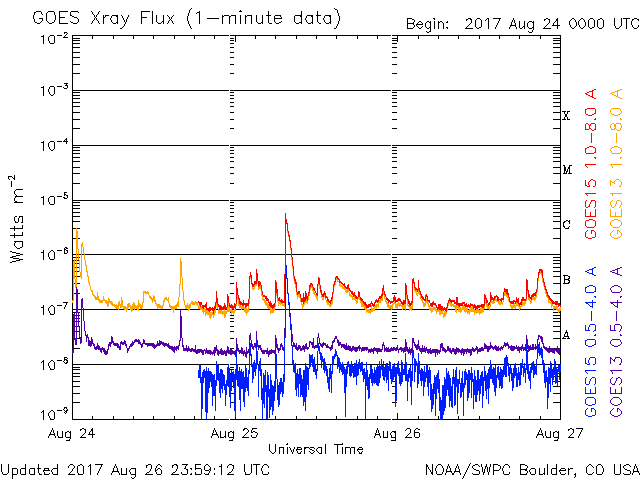 GOES Xray Flux (1-minute data)
Begin: 2017 Aug 24 0000 UTC
10-2
10-3
10-4
10-5
10-6
10-7
10-8
10-9
Watts m-2
X
M
C
B
A
GOES15 1.0-8.0 A
GOES13 1.0-8.0 A
GOES15 0.5-4.0 A
GOES13 0.5-4.0 A
Aug 24
Aug 25
Aug 26
Aug 27
Universal Time
Updated 2017 Aug 26 23:59:12 UTC
NOAA/SWPC Boulder, CO USA